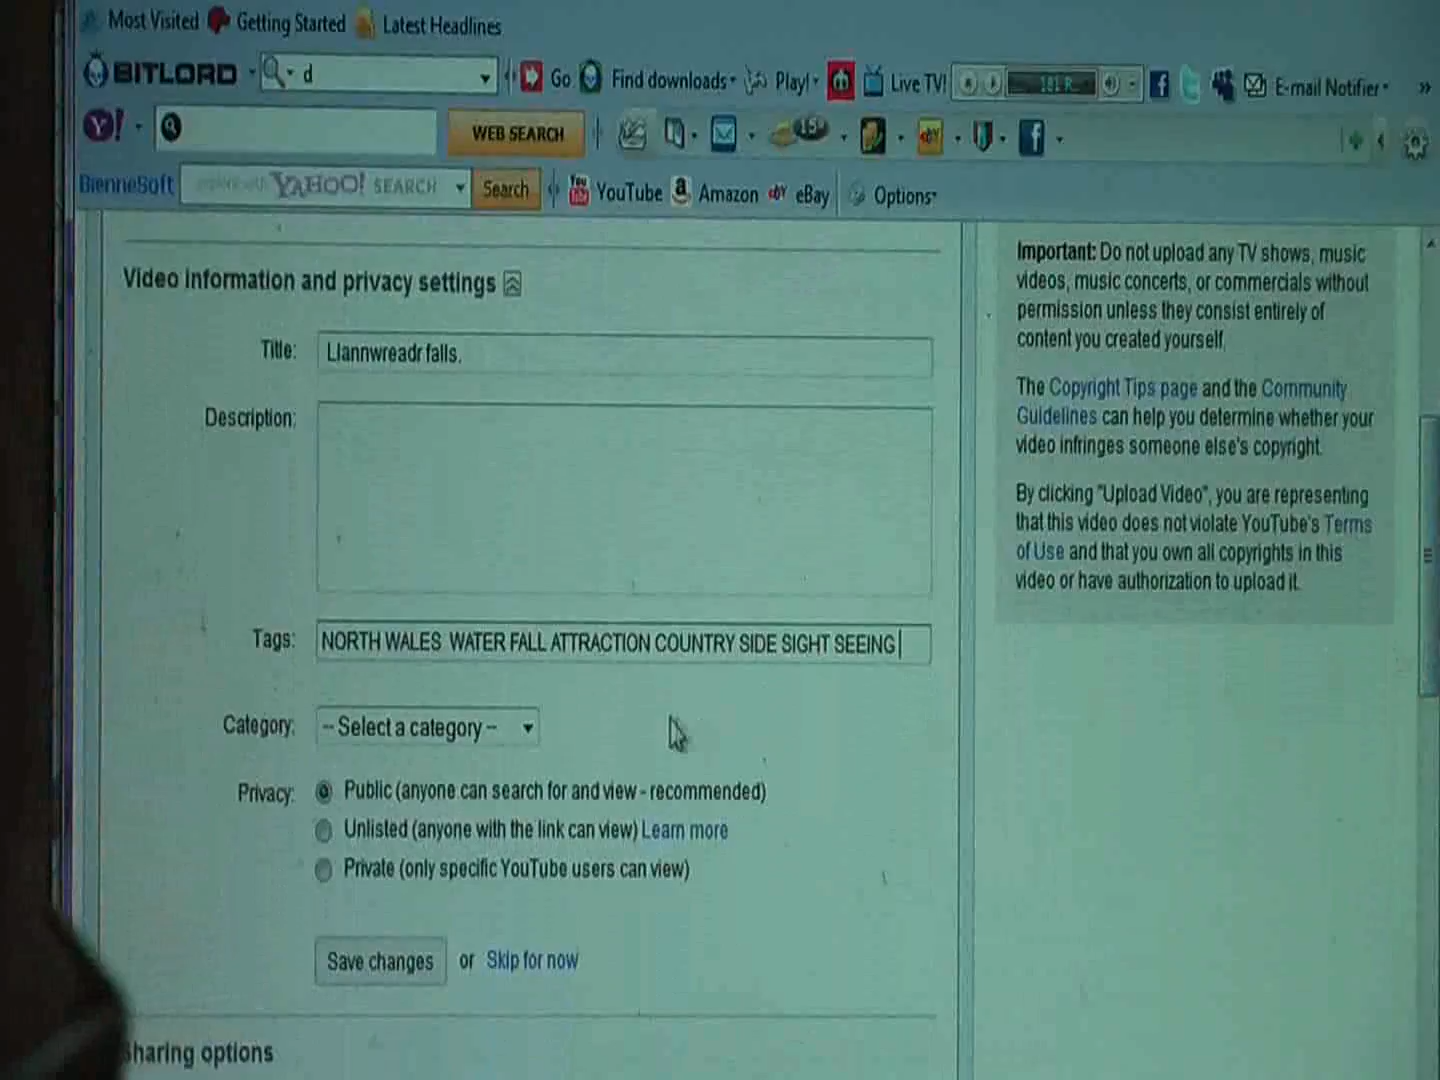 Most Visited Getting Started Latest Headlines
BITLORD d Go Find downloads Play! Live TV! E-mail Notifier »
Y! WEB SEARCH 15 eBY
BienneSoft YAHOO! SEARCH Search YouTube Amazon eBay Options
Video information and privacy settings
Title: Llannwreadr falls.
Description:
Tags: NORTH WALES WATER FALL ATTRACTION COUNTRY SIDE SIGHT SEEING
Category: -- Select a category --
Privacy: Public (anyone can search for and view - recommended)
Unlisted (anyone with the link can view) Learn more
Private (only specific YouTube users can view)
Save changes or Skip for now
Sharing options
Important: Do not upload any TV shows, music
videos, music concerts, or commercials without
permission unless they consist entirely of
content you created yourself.
The Copyright Tips page and the Community
Guidelines can help you determine whether your
video infringes someone else's copyright.
By clicking "Upload Video", you are representing
that this video does not violate YouTube's Terms
of Use and that you own all copyrights in this
video or have authorization to upload it.